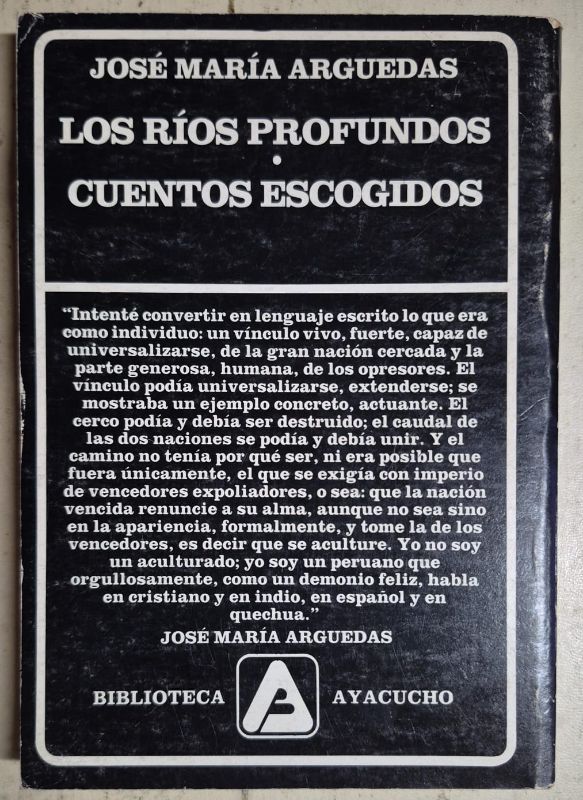 JOSÉ MARÍA ARGUEDAS
LOS RÍOS PROFUNDOS
•
CUENTOS ESCOGIDOS
“Intenté convertir en lenguaje escrito lo que era
como individuo: un vínculo vivo, fuerte, capaz de
universalizarse, de la gran nación cercada y la
parte generosa, humana, de los opresores. El
vínculo podía universalizarse, extenderse; se
mostraba un ejemplo concreto, actuante. El
cerco podía y debía ser destruido; el caudal de
las dos naciones se podía y debía unir. Y el
camino no tenía por qué ser, ni era posible que
fuera únicamente, el que se exigía con imperio
de vencedores expoliadores, o sea: que la nación
vencida renuncie a su alma, aunque no sea sino
en la apariencia, formalmente, y tome la de los
vencedores, es decir que se aculture. Yo no soy
un aculturado; yo soy un peruano que
orgullosamente, como un demonio feliz, habla
en cristiano y en indio, en español y en
quechua.”
JOSÉ MARÍA ARGUEDAS
BIBLIOTECA AYACUCHO